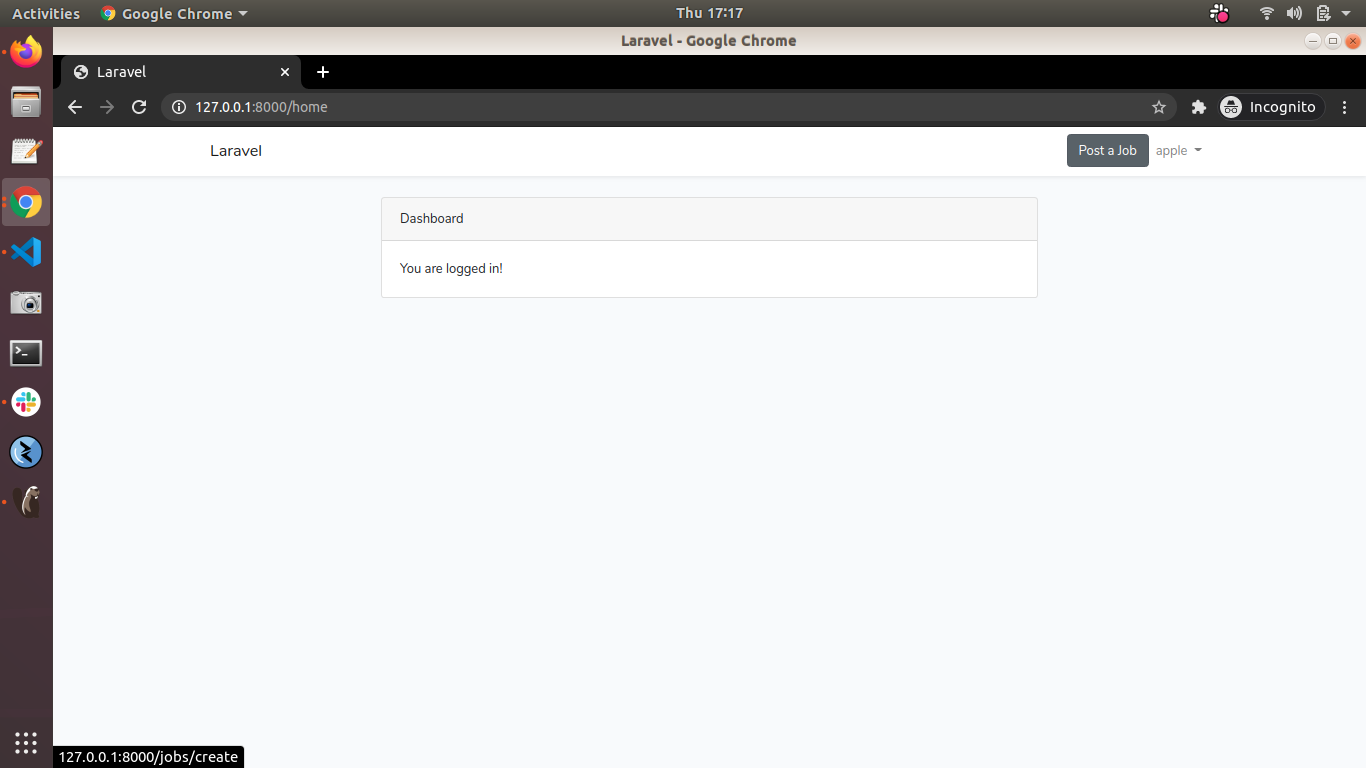 Activities Google Chrome Thu 17:17
Laravel - Google Chrome
Laravel
127.0.0.1:8000/home Incognito
Laravel Post a Job apple
Dashboard
You are logged in!
127.0.0.1:8000/jobs/create